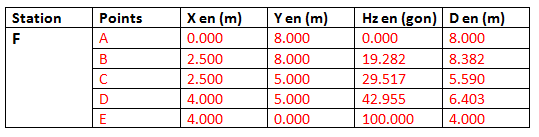 Station Points X en (m) Y en (m) Hz en (gon) D en (m)
F A 0.000 8.000 0.000 8.000
B 2.500 8.000 19.282 8.382
C 2.500 5.000 29.517 5.590
D 4.000 5.000 42.955 6.403
E 4.000 0.000 100.000 4.000